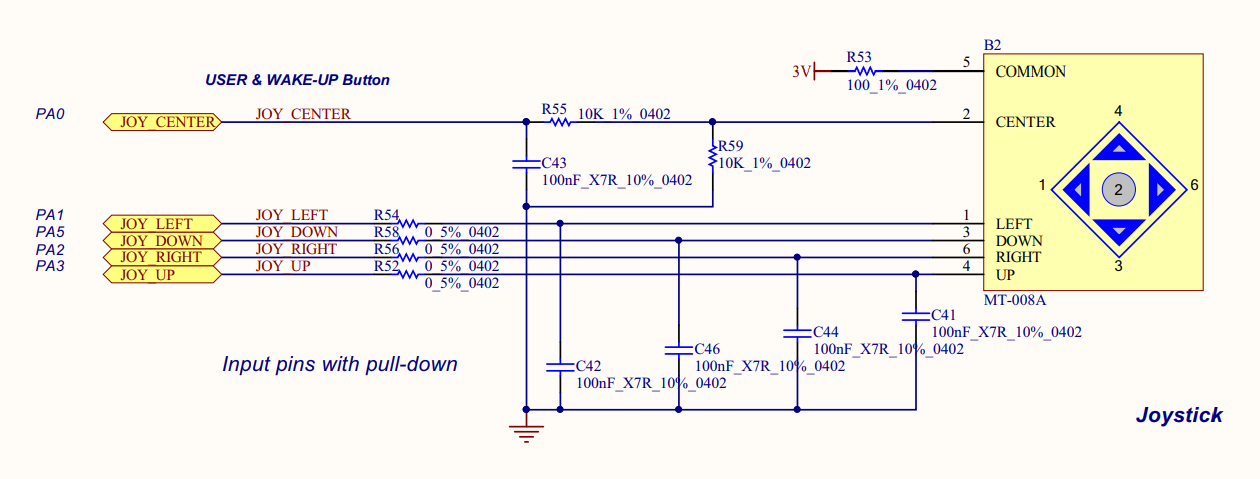 B2
R53
3V
5
COMMON
100_1%_0402
USER & WAKE-UP Button
PA0
JOY_CENTER
JOY_CENTER
R55
10K_1%_0402
2
CENTER
4
R59
10K_1%_0402
C43
100nF_X7R_10%_0402
1
2
6
3
PA1
JOY_LEFT
JOY_LEFT
R54
1
LEFT
PA5
JOY_DOWN
JOY_DOWN
R58
0_5%_0402
3
DOWN
PA2
JOY_RIGHT
JOY_RIGHT
R56
0_5%_0402
6
RIGHT
PA3
JOY_UP
JOY_UP
R52
0_5%_0402
4
UP
0_5%_0402
MT-008A
C41
100nF_X7R_10%_0402
C44
100nF_X7R_10%_0402
C46
100nF_X7R_10%_0402
C42
100nF_X7R_10%_0402
Input pins with pull-down
Joystick